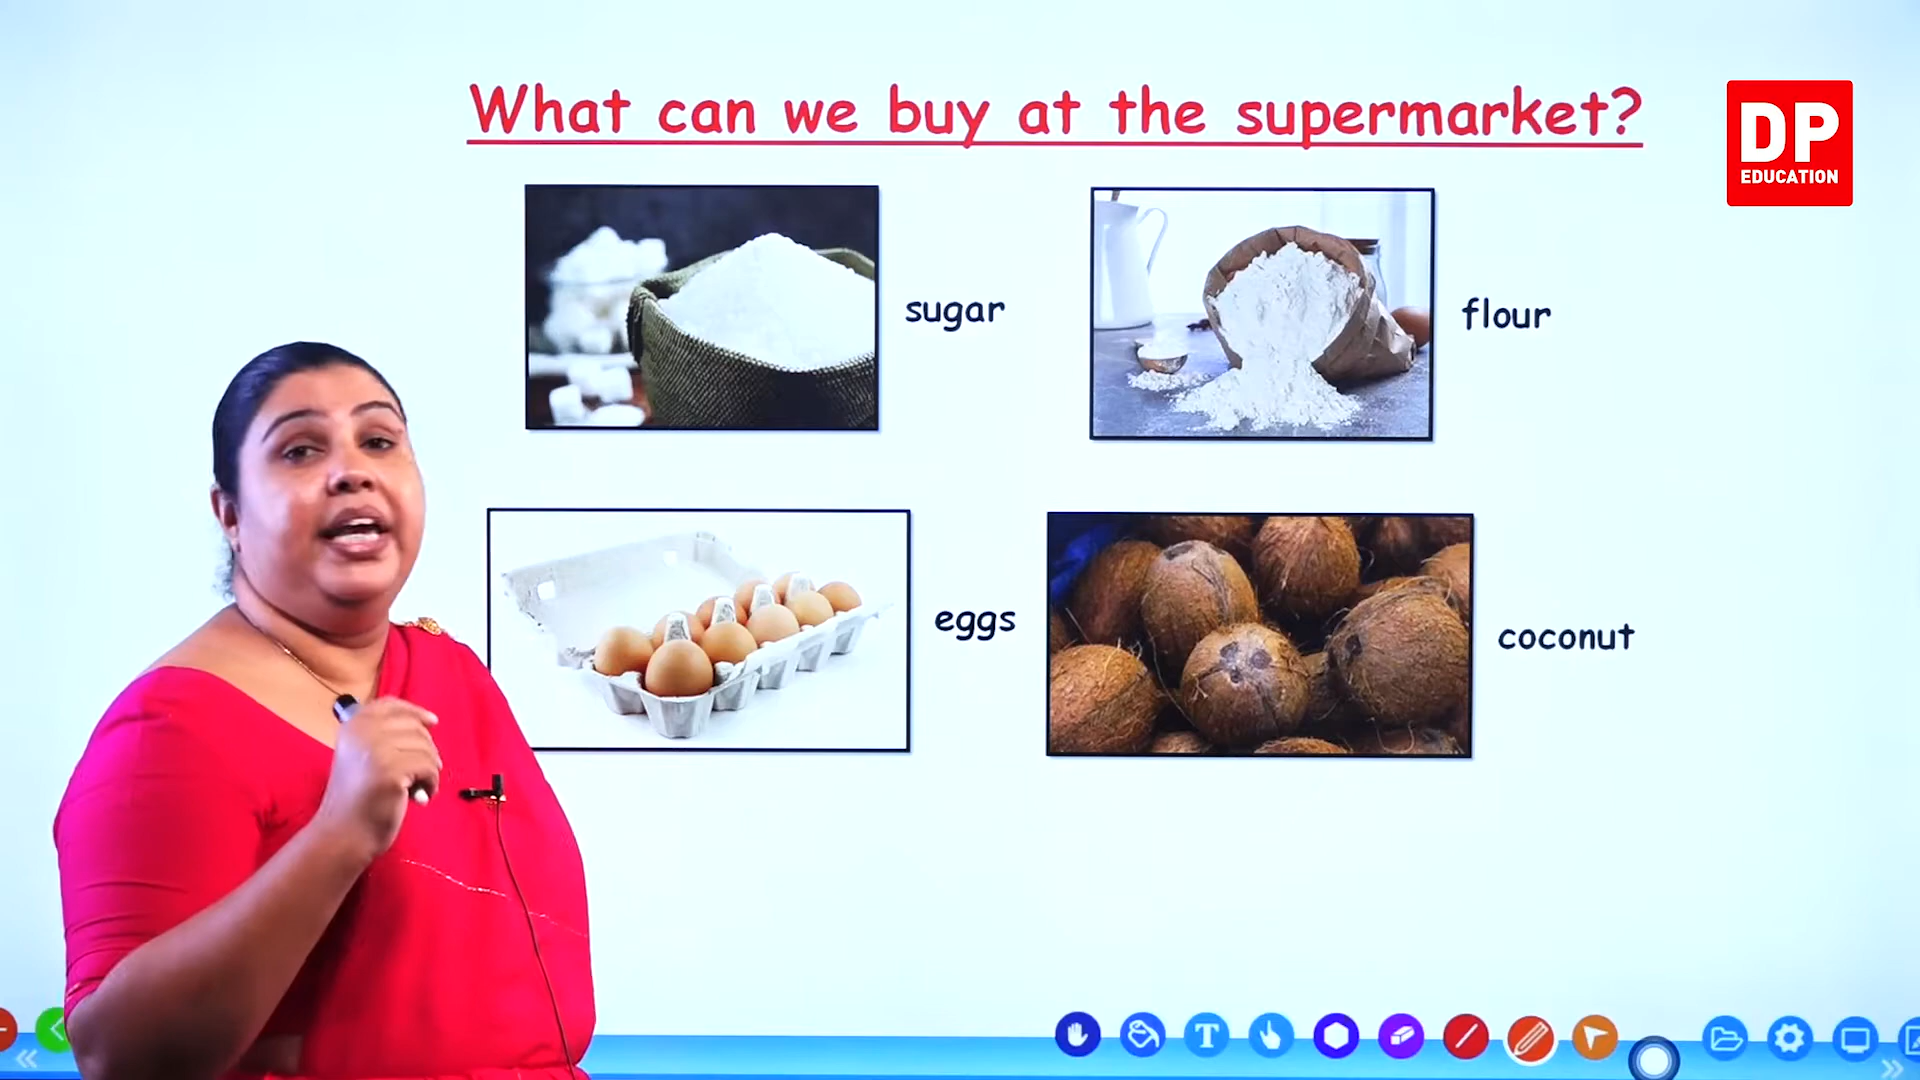 What can we buy at the supermarket?
DP
EDUCATION
sugar
flour
eggs
coconut